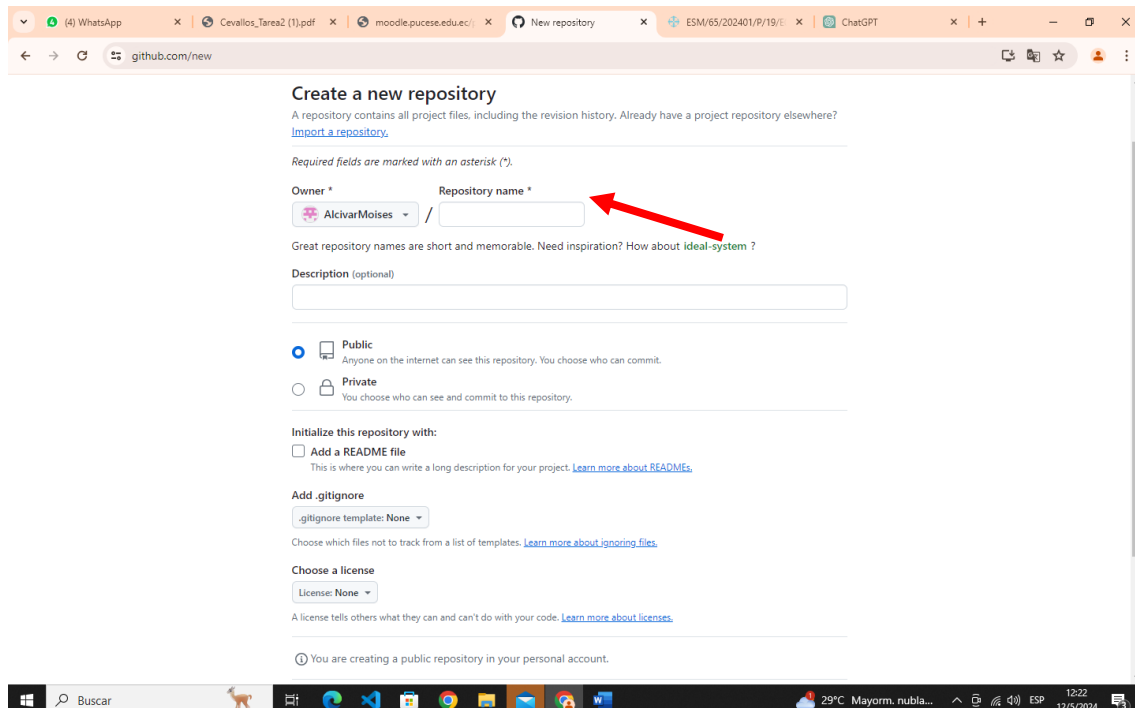 (4) WhatsApp
Cevallos_Tarea2 (1).pdf
moodle.pucese.edu.ec/
New repository
ESM/65/202401/P/19/E
ChatGPT
github.com/new
Create a new repository
A repository contains all project files, including the revision history. Already have a project repository elsewhere?
Import a repository.
Required fields are marked with an asterisk (*).
Owner * Repository name *
AlcivarMoises /
Great repository names are short and memorable. Need inspiration? How about ideal-system ?
Description (optional)
Public
Anyone on the internet can see this repository. You choose who can commit.
Private
You choose who can see and commit to this repository.
Initialize this repository with:
Add a README file
This is where you can write a long description for your project. Learn more about READMEs.
Add .gitignore
.gitignore template: None
Choose which files not to track from a list of templates. Learn more about ignoring files.
Choose a license
License: None
A license tells others what they can and can't do with your code. Learn more about licenses.
You are creating a public repository in your personal account.
Buscar
29°C Mayorm. nubla...
ESP
12:22
12/5/2024